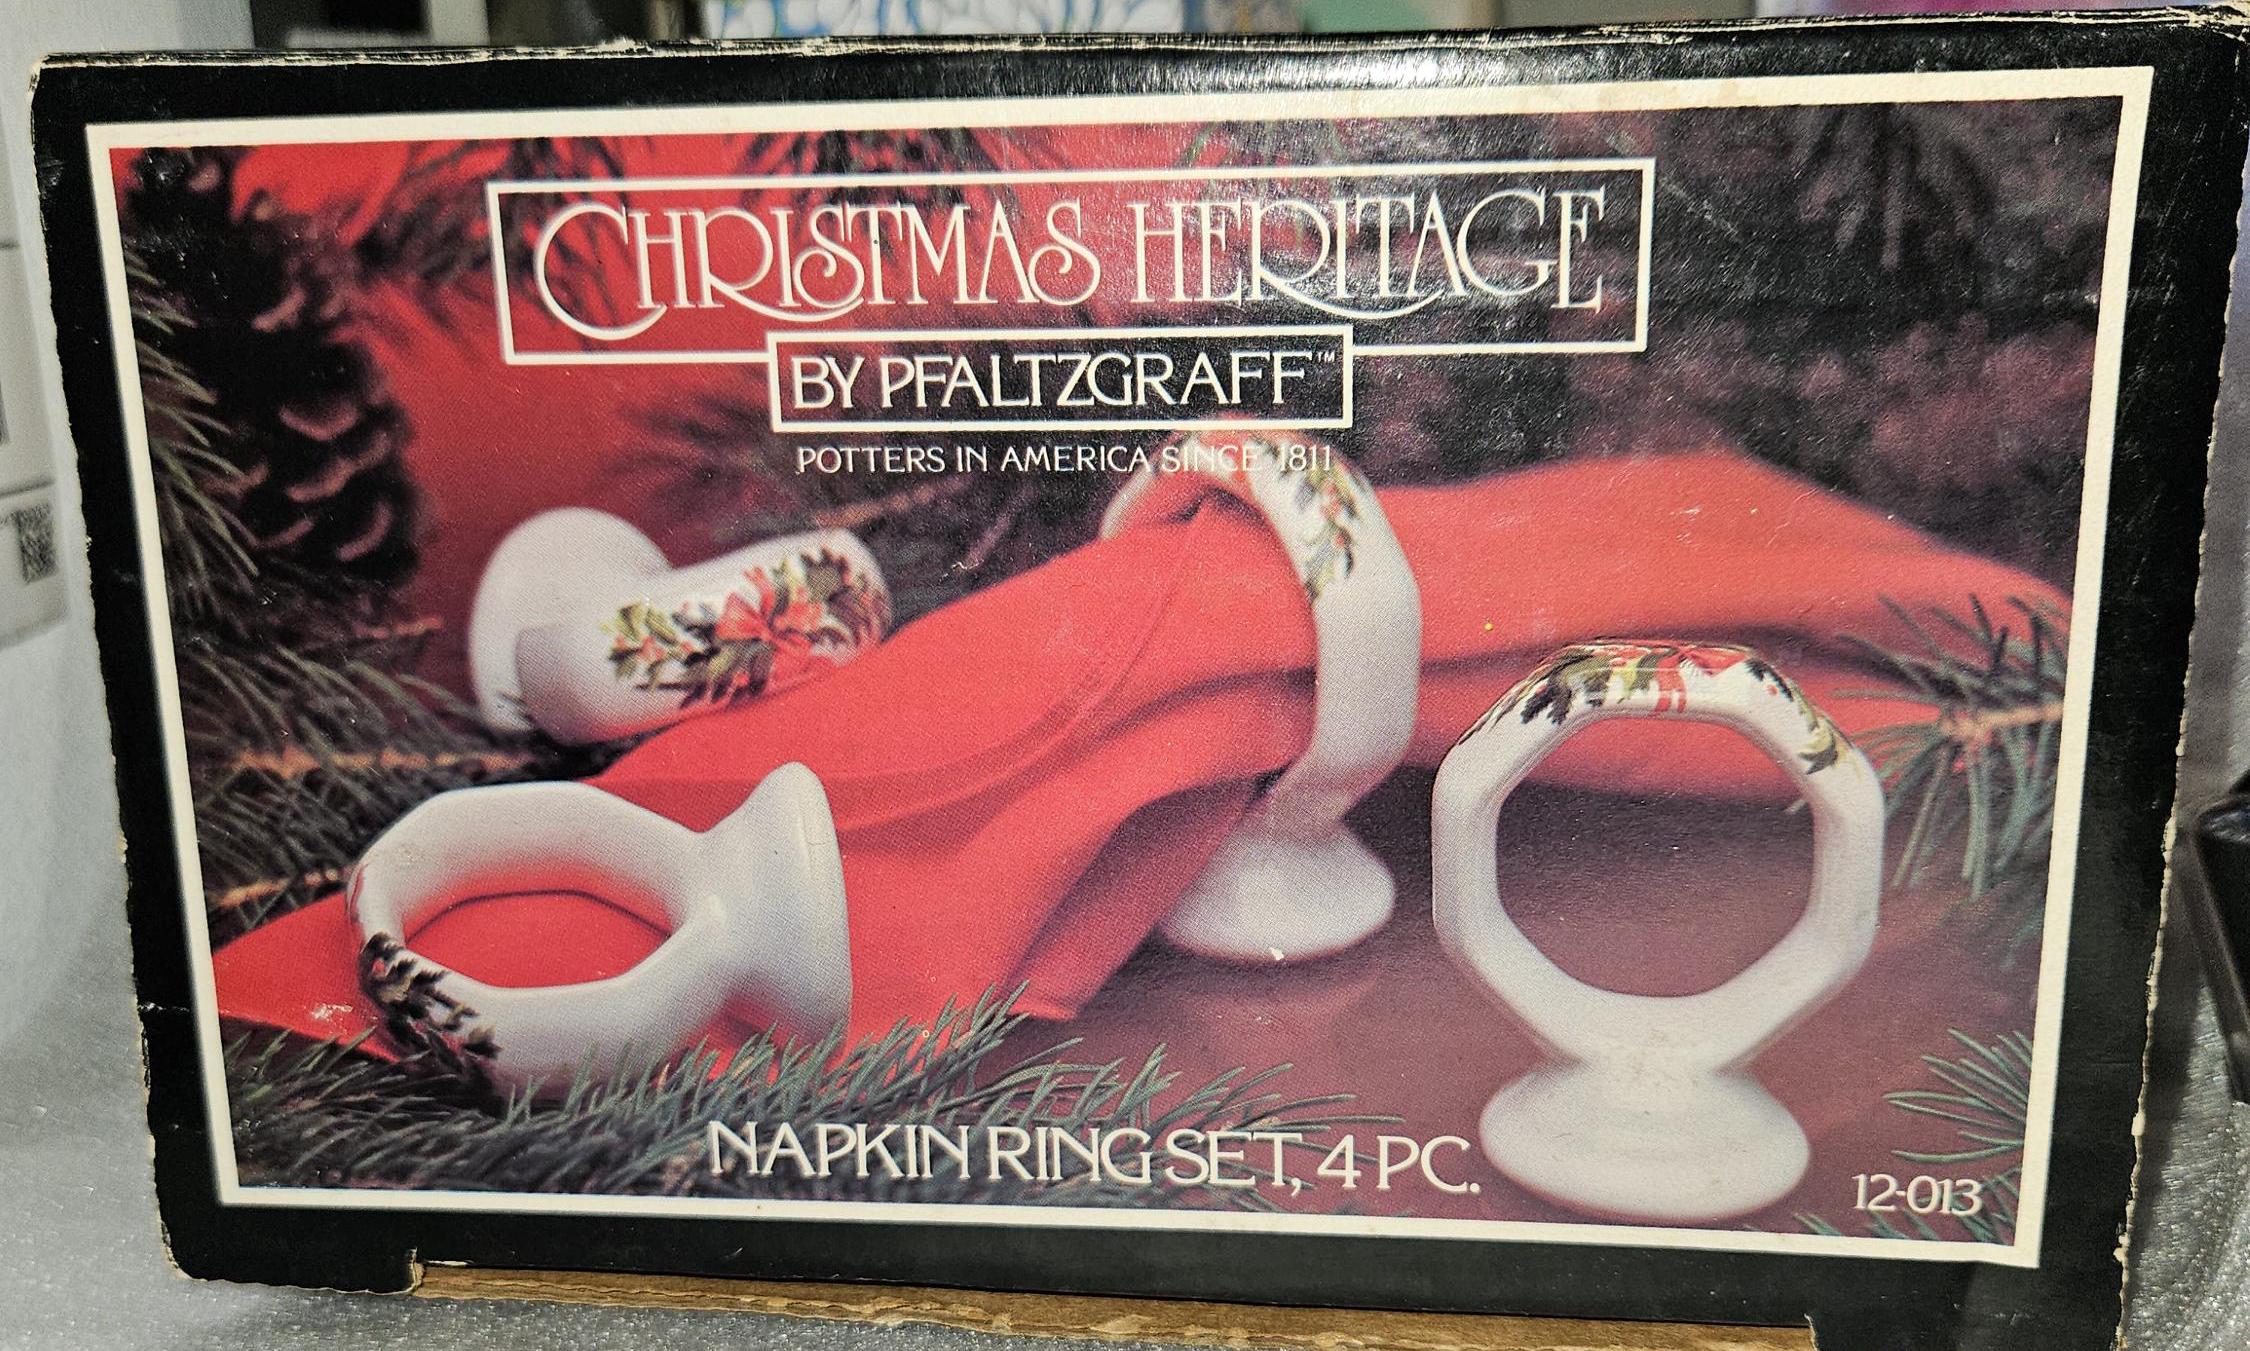 CHRISTMAS HERITAGE
BY PFALTZGRAFF™
POTTERS IN AMERICA SINCE 1811
NAPKIN RING SET, 4 PC.
12-013